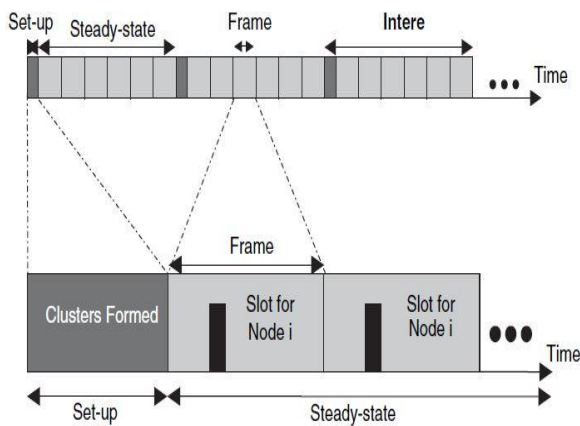 Set-up
Steady-state
Frame
Intere
Time
Frame
Clusters Formed
Slot for
Node i
Slot for
Node i
Time
Set-up
Steady-state